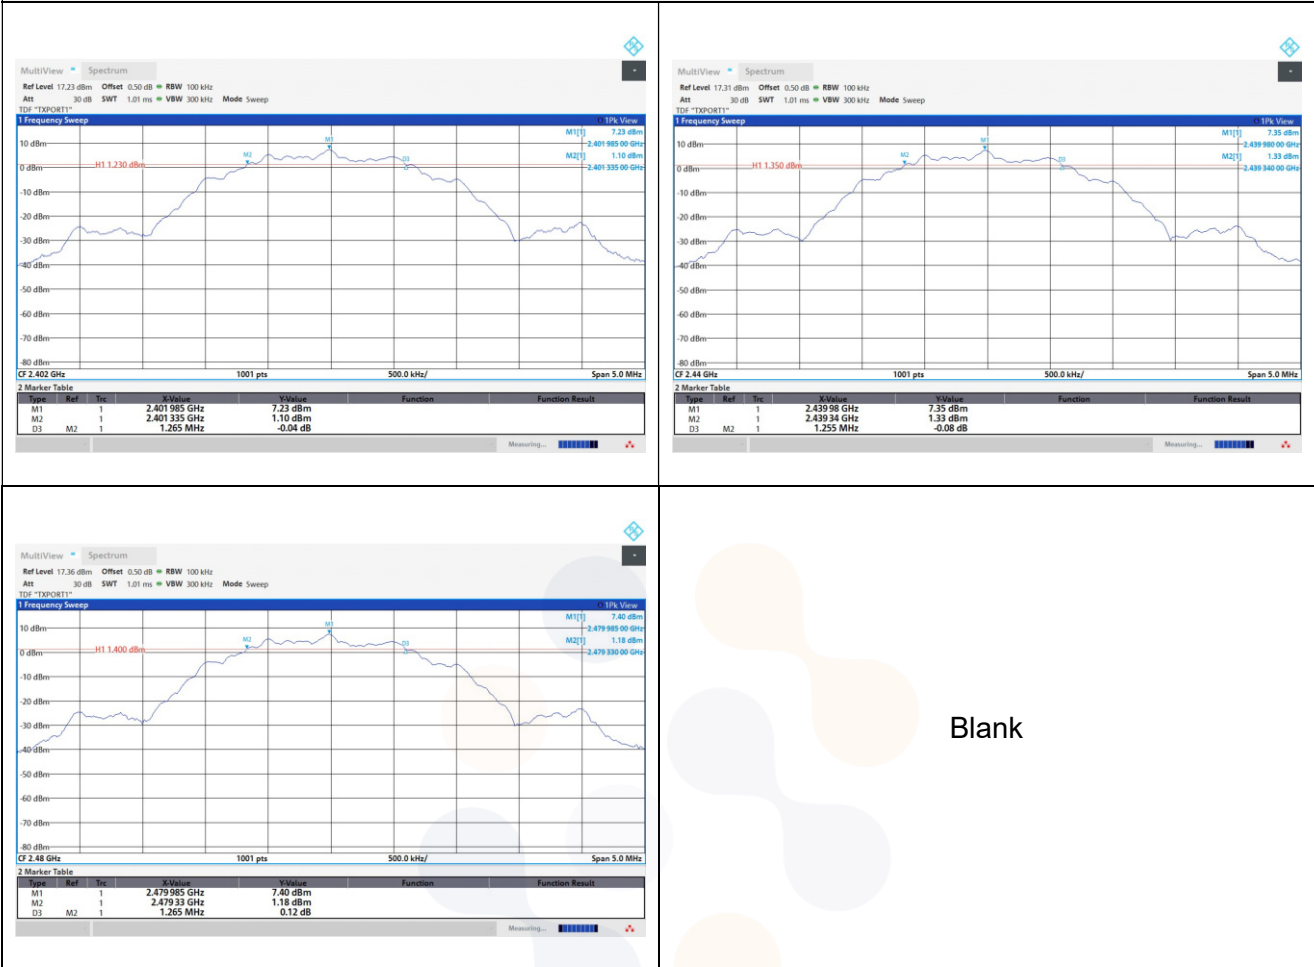 MultiView Spectrum
Ref Level 17.23 dBm Offset 0.50 dB RBW 100 kHz
Att 30 dB SWT 1.01 ms VBW 300 kHz Mode Sweep
TDF "TXPORT1"
1 Frequency Sweep 1Pk View
M1[1] 7.23 dBm
2.401 985 00 GHz
M2[1] 1.10 dBm
2.401 335 00 GHz
M1
M2
D3
H1 1.230 dBm
10 dBm
0 dBm
-10 dBm
-20 dBm
-30 dBm
-40 dBm
-50 dBm
-60 dBm
-70 dBm
-80 dBm
CF 2.402 GHz 1001 pts 500.0 kHz/ Span 5.0 MHz
2 Marker Table
Type Ref Trc X-Value Y-Value Function Function Result
M1 1 2.401 985 GHz 7.23 dBm
M2 1 2.401 335 GHz 1.10 dBm
D3 M2 1 1.265 MHz -0.04 dB
Measuring...
MultiView Spectrum
Ref Level 17.31 dBm Offset 0.50 dB RBW 100 kHz
Att 30 dB SWT 1.01 ms VBW 300 kHz Mode Sweep
TDF "TXPORT1"
1 Frequency Sweep 1Pk View
M1[1] 7.35 dBm
2.439 980 00 GHz
M2[1] 1.33 dBm
2.439 340 00 GHz
M1
M2
D3
H1 1.350 dBm
10 dBm
0 dBm
-10 dBm
-20 dBm
-30 dBm
-40 dBm
-50 dBm
-60 dBm
-70 dBm
-80 dBm
CF 2.44 GHz 1001 pts 500.0 kHz/ Span 5.0 MHz
2 Marker Table
Type Ref Trc X-Value Y-Value Function Function Result
M1 1 2.439 98 GHz 7.35 dBm
M2 1 2.439 34 GHz 1.33 dBm
D3 M2 1 1.255 MHz -0.08 dB
Measuring...
MultiView Spectrum
Ref Level 17.36 dBm Offset 0.50 dB RBW 100 kHz
Att 30 dB SWT 1.01 ms VBW 300 kHz Mode Sweep
TDF "TXPORT1"
1 Frequency Sweep 1Pk View
M1[1] 7.40 dBm
2.479 985 00 GHz
M2[1] 1.18 dBm
2.479 330 00 GHz
M1
M2
D3
H1 1.400 dBm
10 dBm
0 dBm
-10 dBm
-20 dBm
-30 dBm
-40 dBm
-50 dBm
-60 dBm
-70 dBm
-80 dBm
CF 2.48 GHz 1001 pts 500.0 kHz/ Span 5.0 MHz
2 Marker Table
Type Ref Trc X-Value Y-Value Function Function Result
M1 1 2.479 985 GHz 7.40 dBm
M2 1 2.479 33 GHz 1.18 dBm
D3 M2 1 1.265 MHz 0.12 dB
Measuring...
Blank